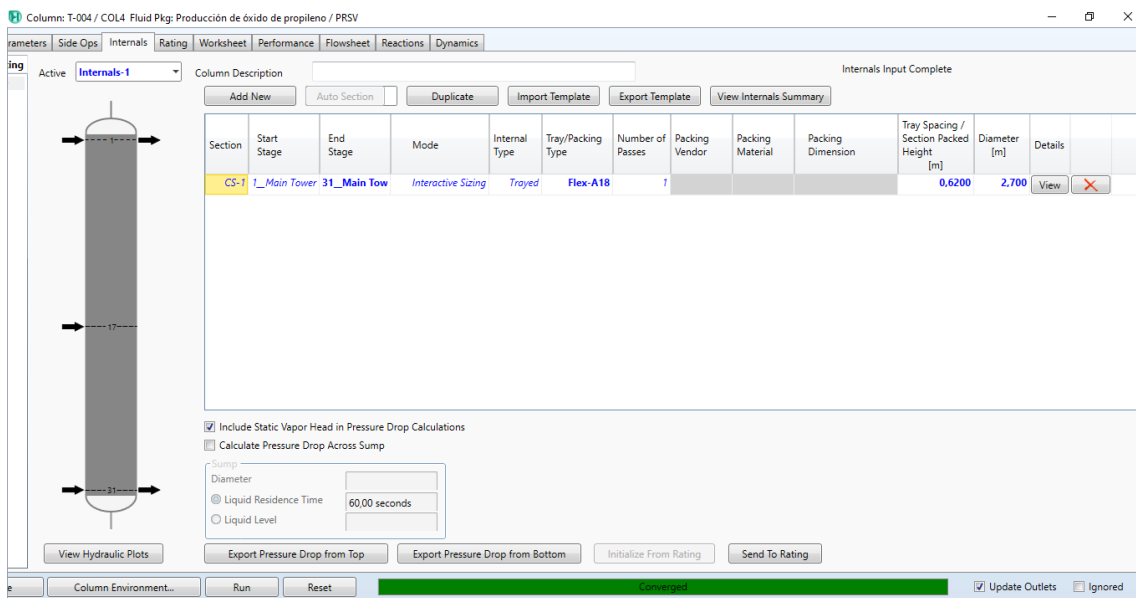 Column: T-004 / COL4 Fluid Pkg: Producción de óxido de propileno / PRSV
rameters Side Ops Internals Rating Worksheet Performance Flowsheet Reactions Dynamics
ing
Active Internals-1 Column Description Internals Input Complete
Add New Auto Section Duplicate Import Template Export Template View Internals Summary
Section Start Stage End Stage Mode Internal Type Tray/Packing Type Number of Passes Packing Vendor Packing Material Packing Dimension Tray Spacing / Section Packed Height [m] Diameter [m] Details
CS-1 1__Main Tower 31__Main Tow Interactive Sizing Trayed Flex-A18 1 0,6200 2,700 View
1
17
31
Include Static Vapor Head in Pressure Drop Calculations
Calculate Pressure Drop Across Sump
Sump
Diameter
Liquid Residence Time 60,00 seconds
Liquid Level
View Hydraulic Plots Export Pressure Drop from Top Export Pressure Drop from Bottom Initialize From Rating Send To Rating
e Column Environment... Run Reset Converged Update Outlets Ignored